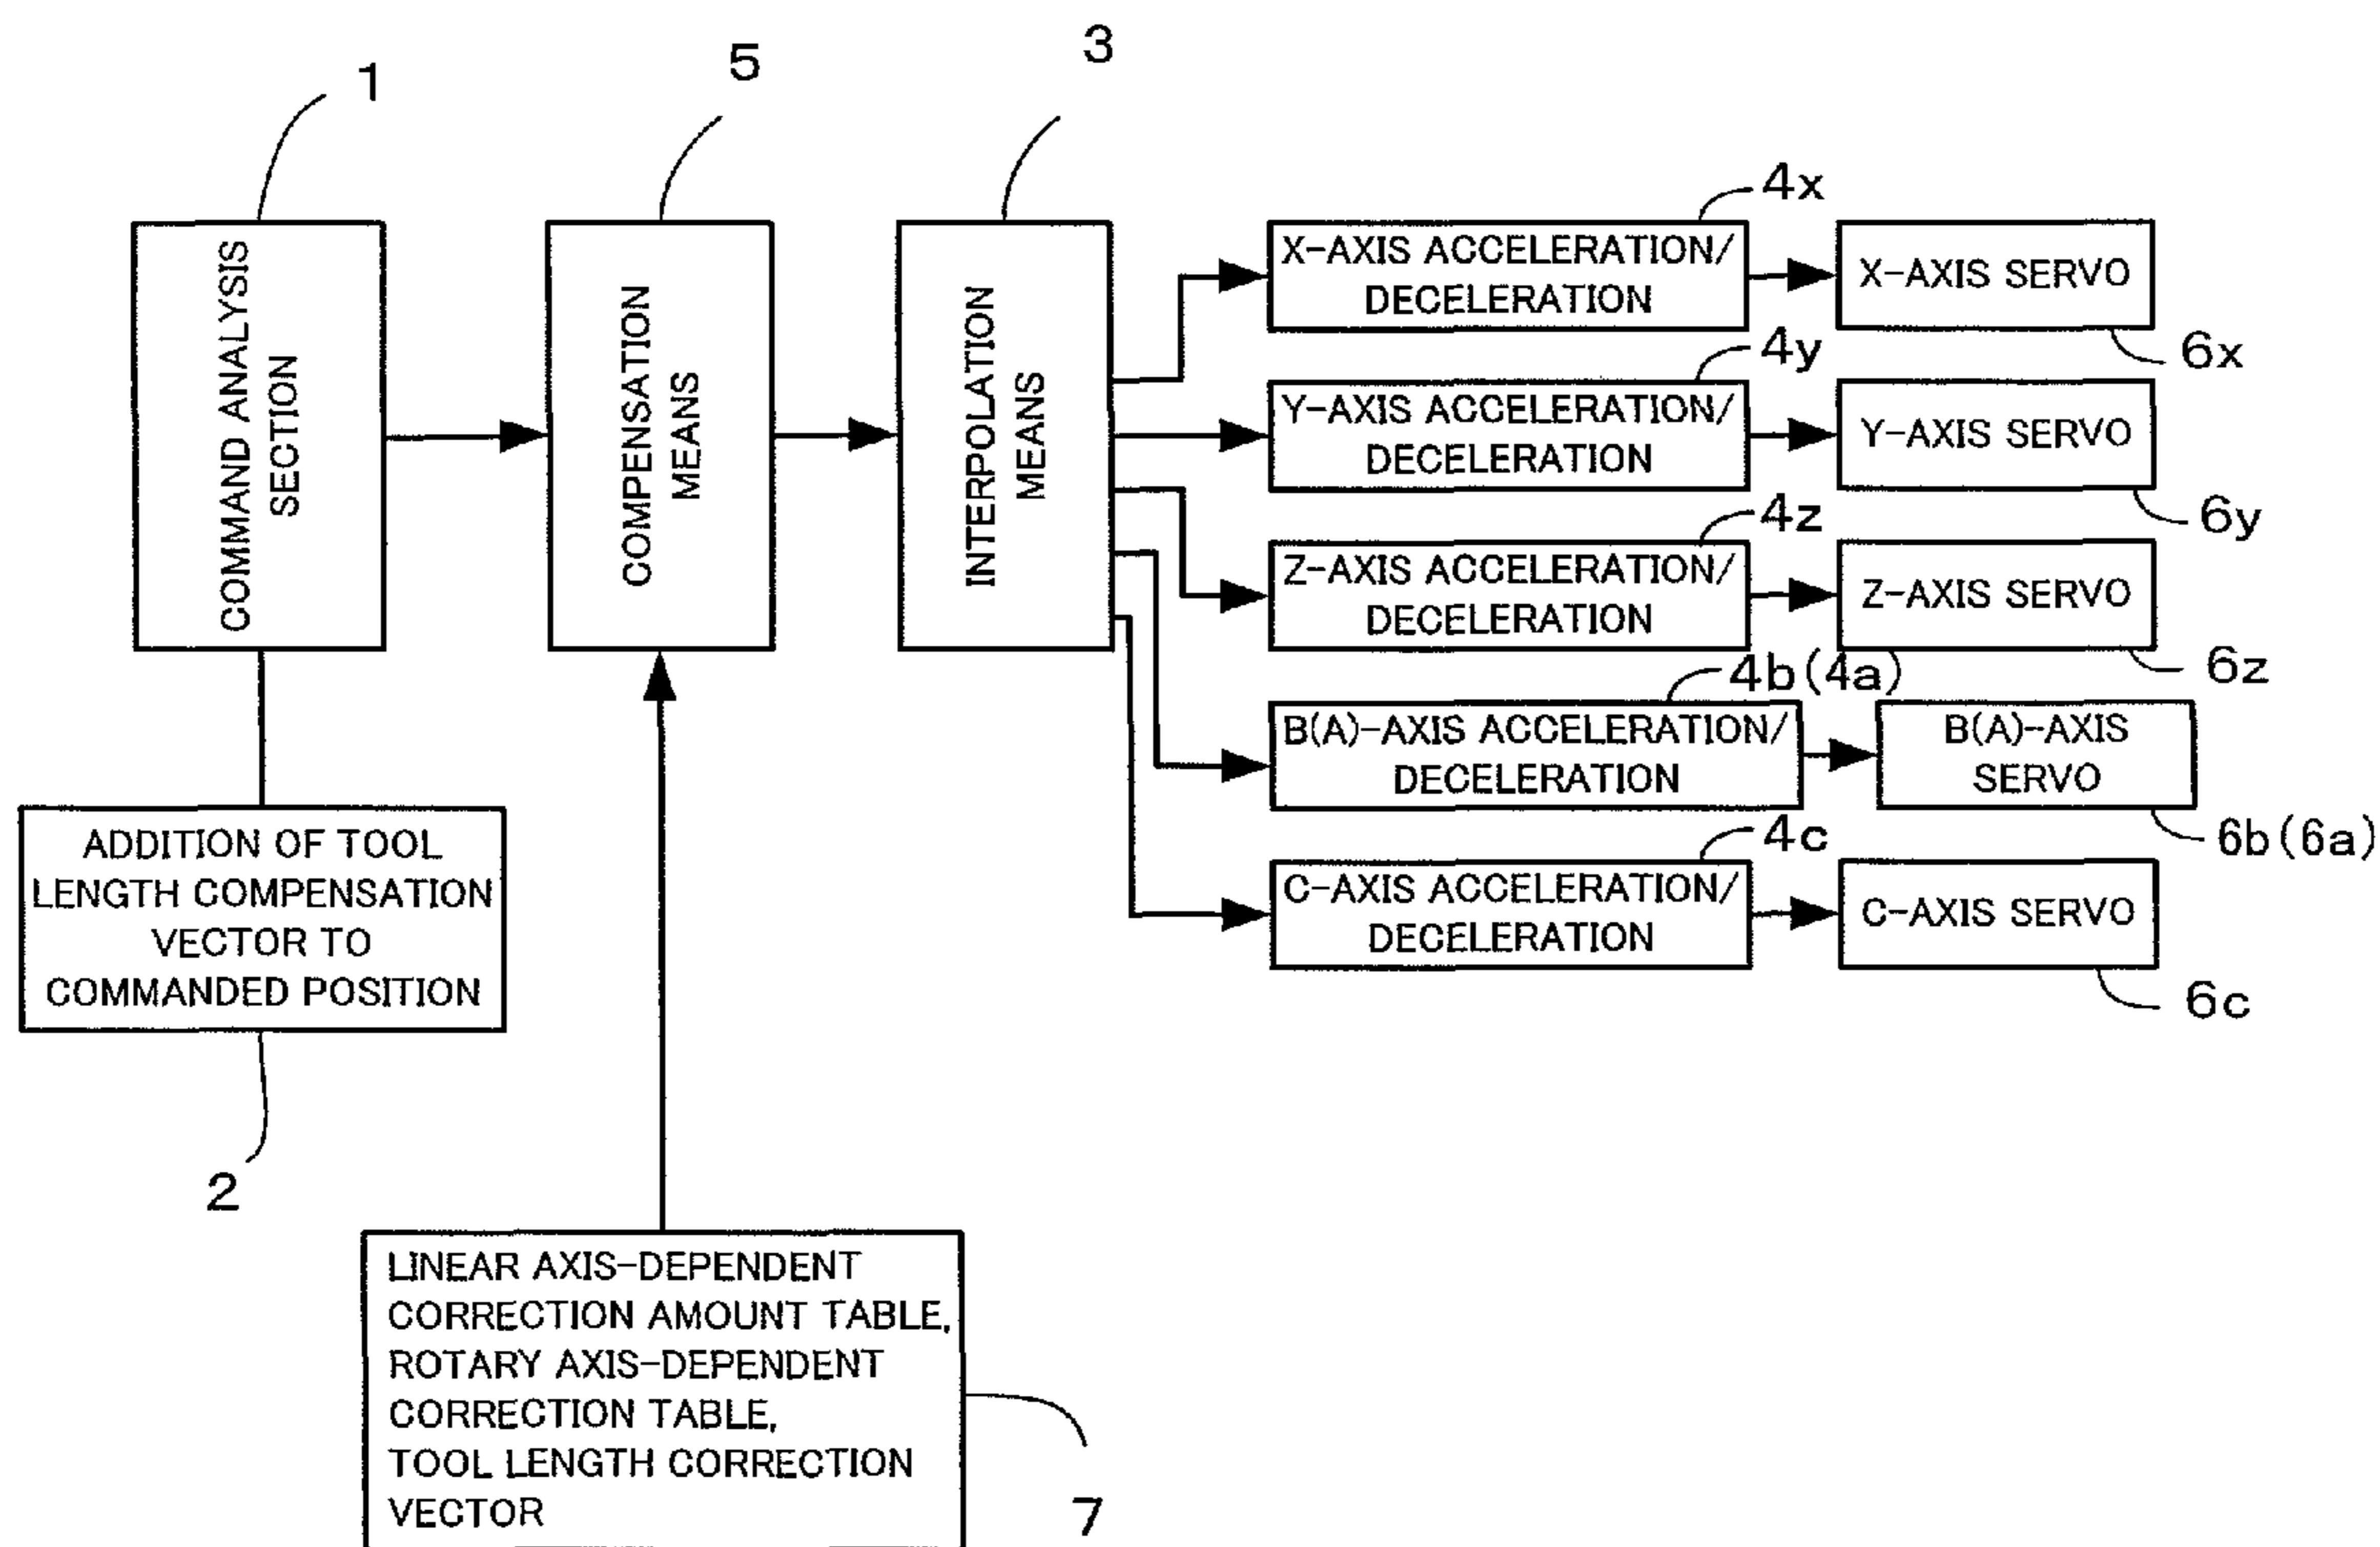 1
5
3
COMMAND ANALYSIS
SECTION
COMPENSATION
MEANS
INTERPOLATION
MEANS
4x
X-AXIS ACCELERATION/
DECELERATION
X-AXIS SERVO
6x
4y
Y-AXIS ACCELERATION/
DECELERATION
Y-AXIS SERVO
6y
4z
Z-AXIS ACCELERATION/
DECELERATION
Z-AXIS SERVO
6z
4b(4a)
B(A)-AXIS ACCELERATION/
DECELERATION
B(A)-AXIS
SERVO
6b(6a)
4c
C-AXIS ACCELERATION/
DECELERATION
C-AXIS SERVO
6c
ADDITION OF TOOL
LENGTH COMPENSATION
VECTOR TO
COMMANDED POSITION
2
LINEAR AXIS-DEPENDENT
CORRECTION AMOUNT TABLE,
ROTARY AXIS-DEPENDENT
CORRECTION TABLE,
TOOL LENGTH CORRECTION
VECTOR
7